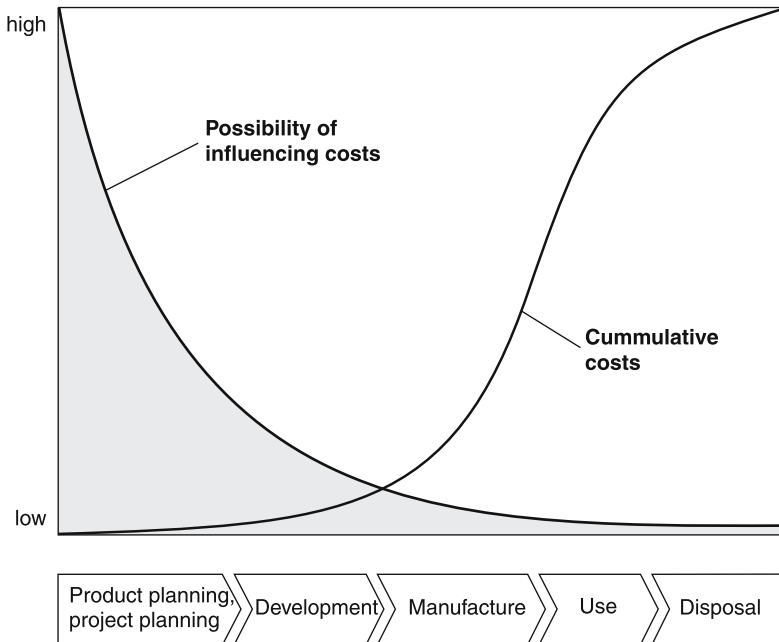 high
Possibility of
influencing costs
Cummulative
costs
low
Product planning,
project planning
Development
Manufacture
Use
Disposal